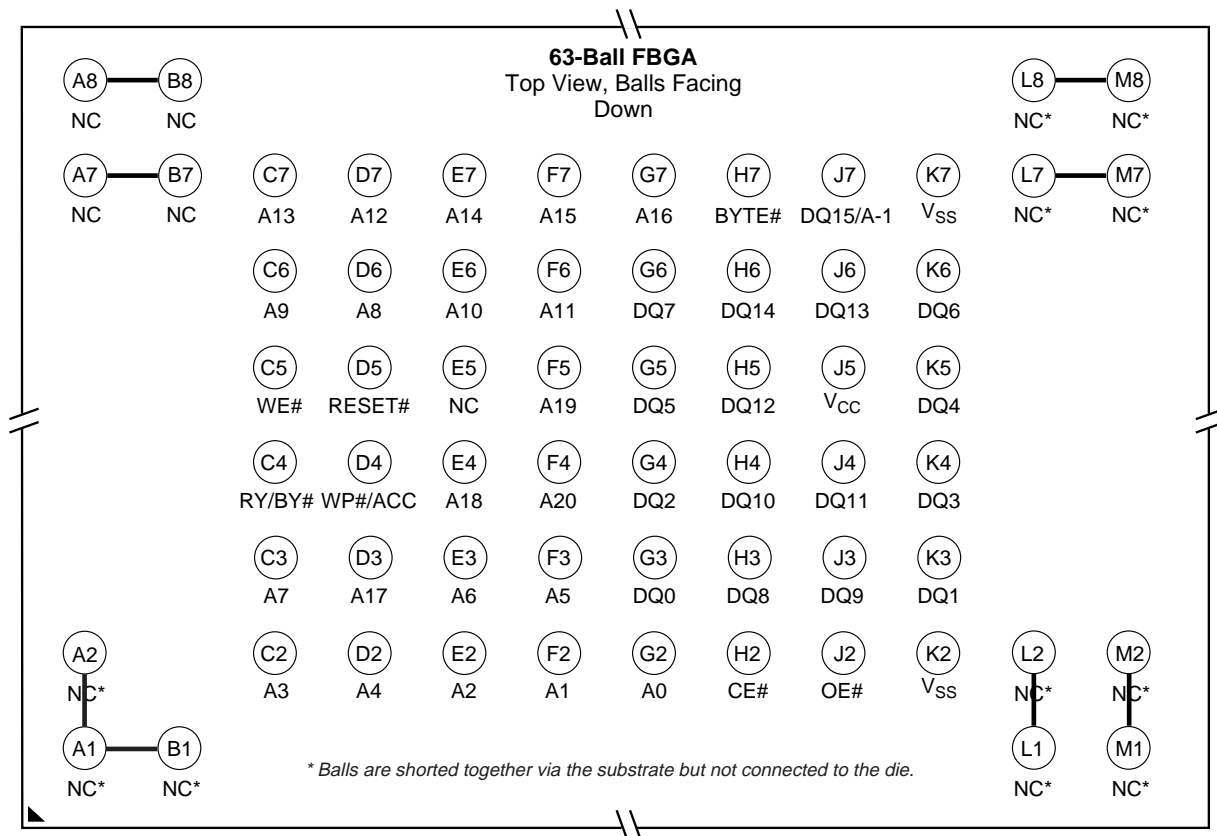 63-Ball FBGA
Top View, Balls Facing
Down
A8 B8 L8 M8
NC NC NC* NC*
A7 B7 C7 D7 E7 F7 G7 H7 J7 K7 L7 M7
NC NC A13 A12 A14 A15 A16 BYTE# DQ15/A-1 VSS NC* NC*
C6 D6 E6 F6 G6 H6 J6 K6
A9 A8 A10 A11 DQ7 DQ14 DQ13 DQ6
C5 D5 E5 F5 G5 H5 J5 K5
WE# RESET# NC A19 DQ5 DQ12 VCC DQ4
C4 D4 E4 F4 G4 H4 J4 K4
RY/BY# WP#/ACC A18 A20 DQ2 DQ10 DQ11 DQ3
C3 D3 E3 F3 G3 H3 J3 K3
A7 A17 A6 A5 DQ0 DQ8 DQ9 DQ1
A2 C2 D2 E2 F2 G2 H2 J2 K2 L2 M2
NC* A3 A4 A2 A1 A0 CE# OE# VSS NC* NC*
A1 B1 L1 M1
NC* NC* NC* NC*
* Balls are shorted together via the substrate but not connected to the die.